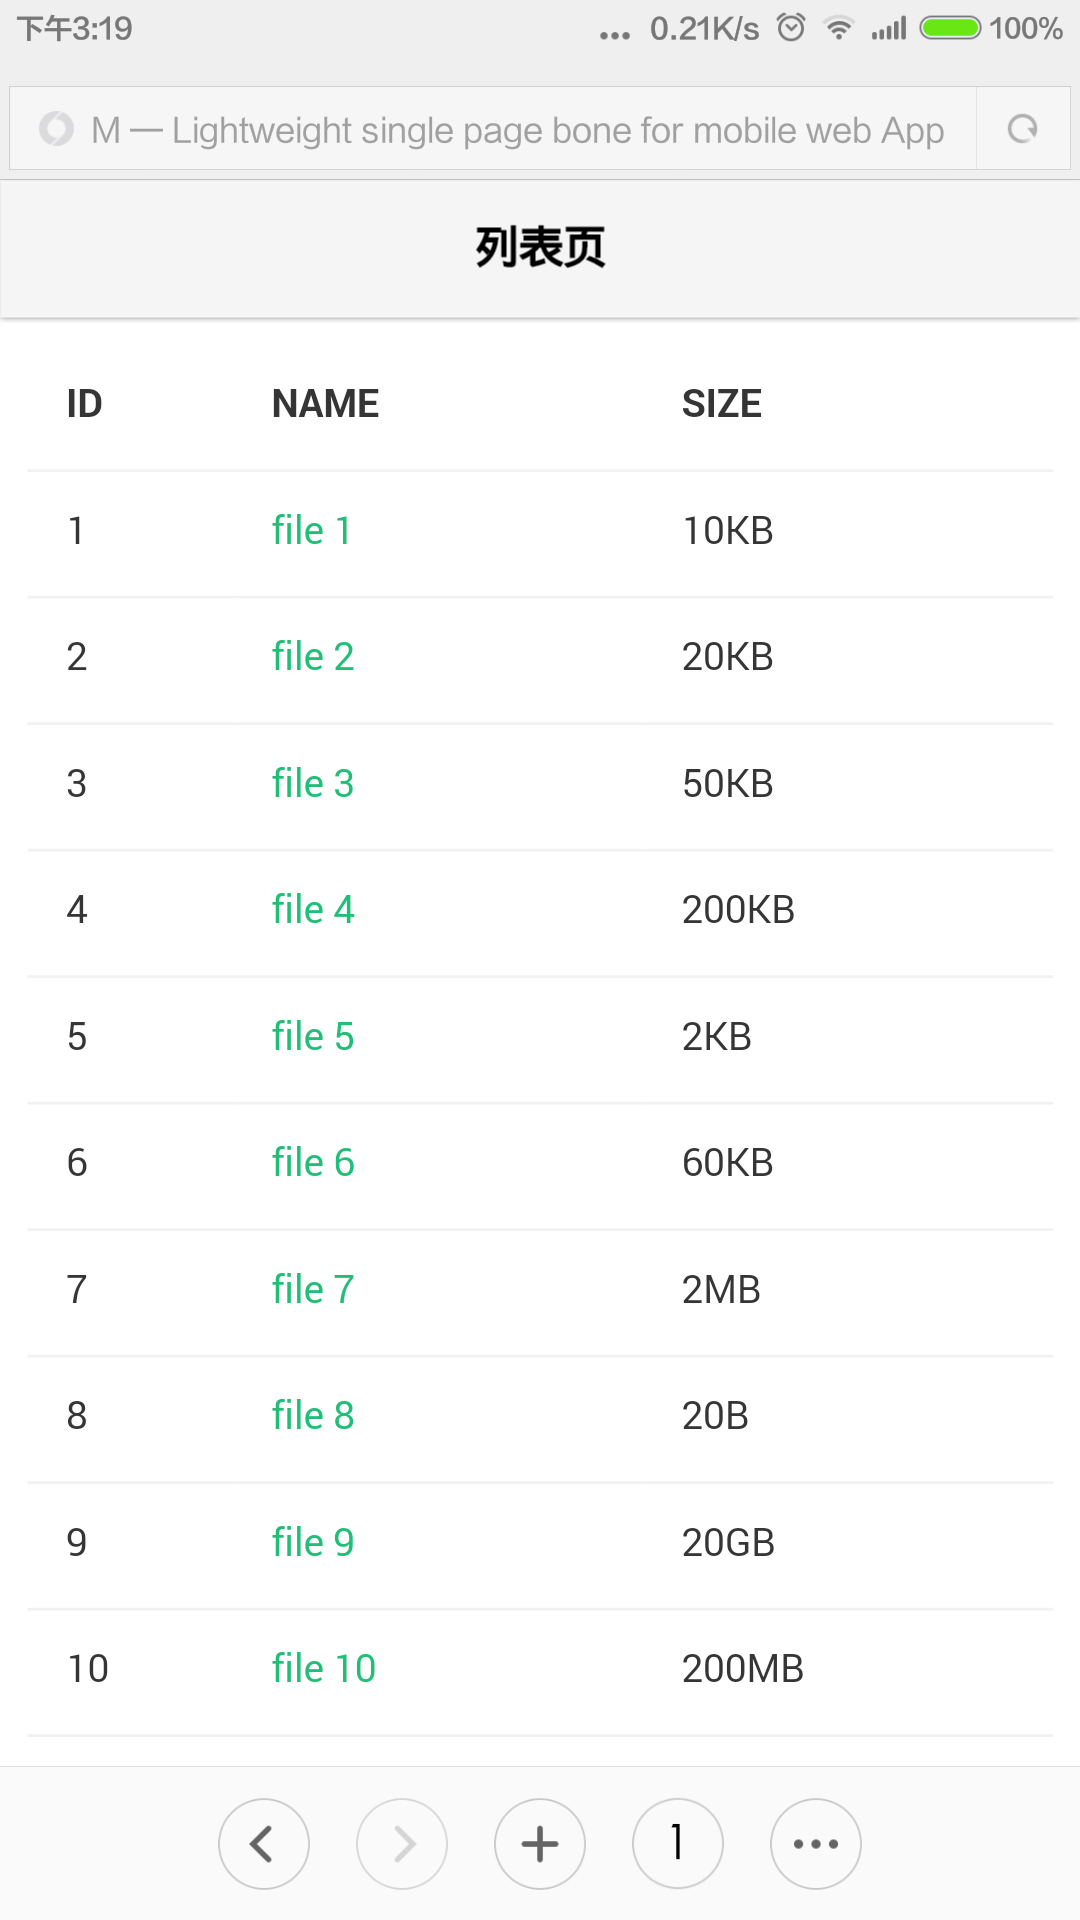 下午3:19 ... 0.21K/s 100%
M — Lightweight single page bone for mobile web App
列表页
ID NAME SIZE
1 file 1 10KB
2 file 2 20KB
3 file 3 50KB
4 file 4 200KB
5 file 5 2KB
6 file 6 60KB
7 file 7 2MB
8 file 8 20B
9 file 9 20GB
10 file 10 200MB
1